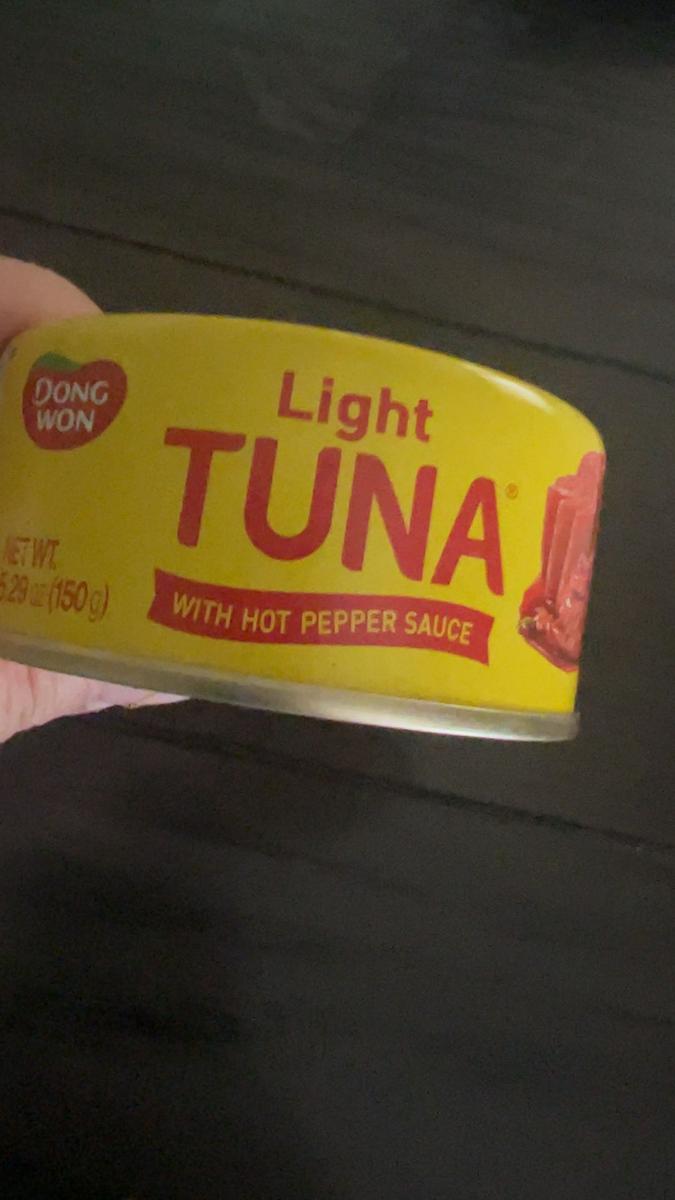 DONG
WON
Light
TUNA®
WITH HOT PEPPER SAUCE
NET WT.
5.29 oz (150 g)